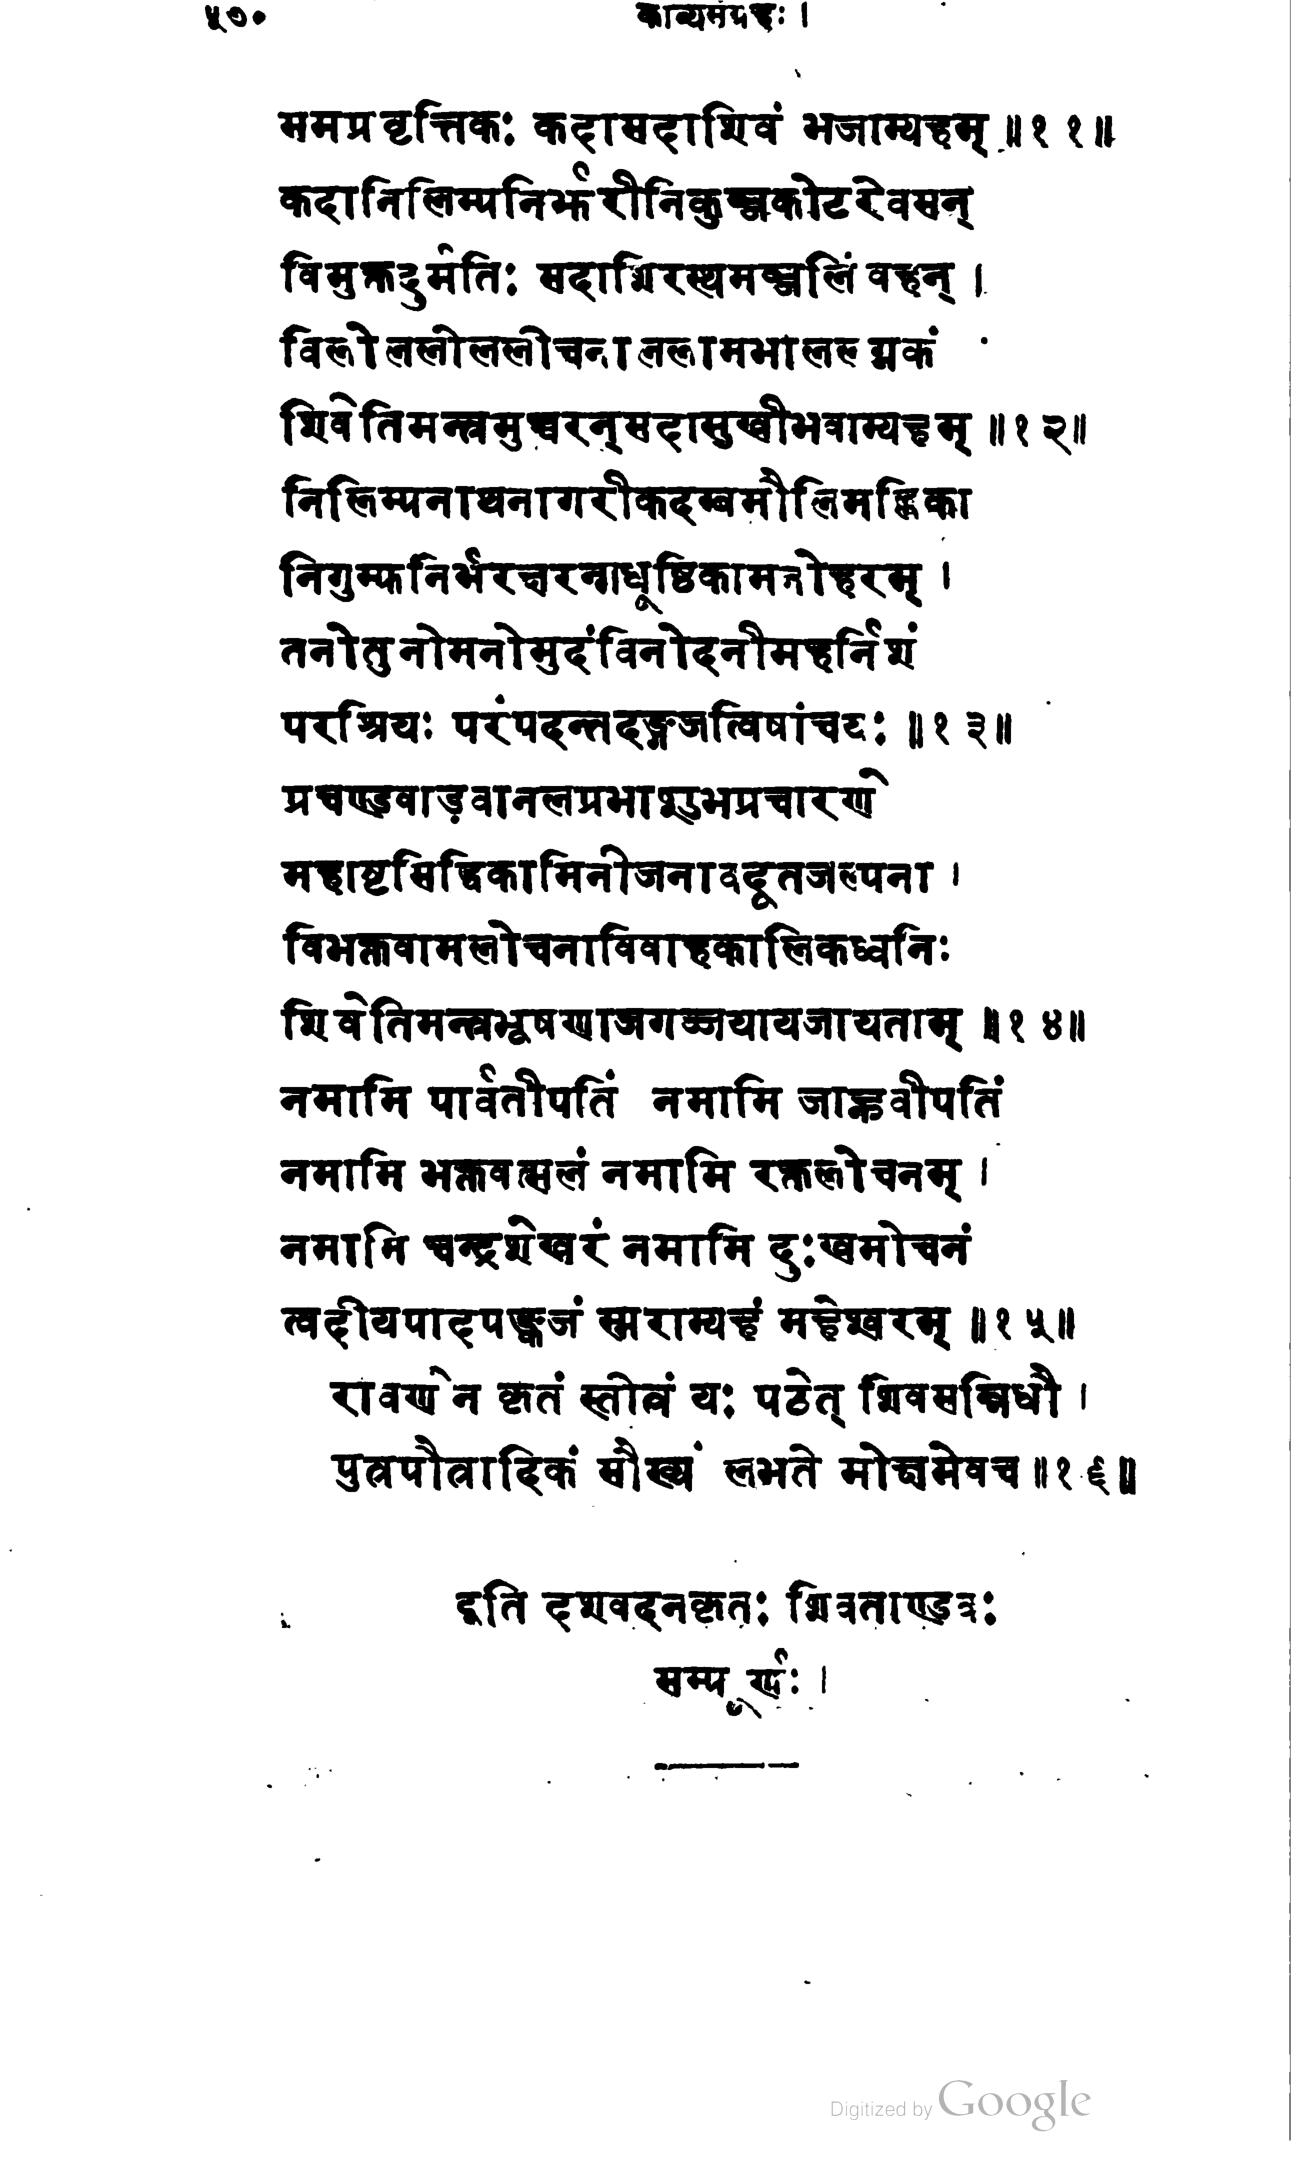 ५७० काव्यसंग्रहः ।
ममप्रवृत्तिकः कदासदाशिवं भजाम्यहम् ॥११॥
कदानिलिम्पनिर्झरीनिकुञ्जकोटरेवसन्
विमुक्तदुर्मतिः सदाशिरस्थमञ्जलिं वहन् ।
विलोललोललोचनाललामभाललग्नकं
शिवेतिमन्त्रमुच्चरन्सदासुखीभवाम्यहम् ॥१२॥
निलिम्पनाथनागरीकदम्बमौलिमल्लिका
निगुम्फनिर्भरच्चरन्माधूष्ठिकामनोहरम् ।
तनोतुनोमनोमुदंविनोदनीमहर्निशं
परश्रियः परंपदन्तदङ्गजत्विषांचयः ॥१३॥
प्रचण्डवाड़वानलप्रभाशुभप्रचारणे
महाष्टसिद्धिकामिनीजनावदूतजल्पना ।
विभक्तवामलोचनाविवाहकालिकध्वनिः
शिवेतिमन्त्रभूषणाजगज्जयायजायताम् ॥१४॥
नमामि पार्वतीपतिं नमामि जाह्नवीपतिं
नमामि भक्तवत्सलं नमामि रक्तलोचनम् ।
नमामि चन्द्रशेखरं नमामि दुःखमोचनं
त्वदीयपादपङ्कजं स्मराम्यहं महेश्वरम् ॥१५॥
रावणेन कृतं स्तोत्रं यः पठेत् शिवसन्निधौ ।
पुत्रपौत्रादिकं सौख्यं लभते मोक्षमेवच ॥१६॥
इति दशवदनकृतः शिवताण्डवः
सम्पूर्णः ।
Digitized by Google